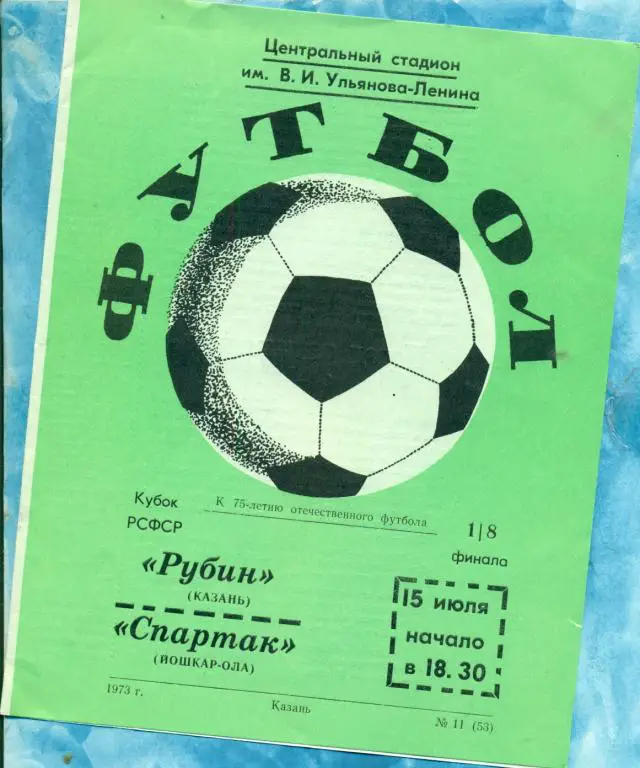 Центральный стадион
им. В. И. Ульянова-Ленина
ФУТБОЛ
К 75-летию отечественного футбола
Кубок
РСФСР
1/8
финала
«Рубин»
(КАЗАНЬ)
«Спартак»
(ЙОШКАР-ОЛА)
15 июля
начало
в 18.30
1973 г.
Казань
№ 11 (53)